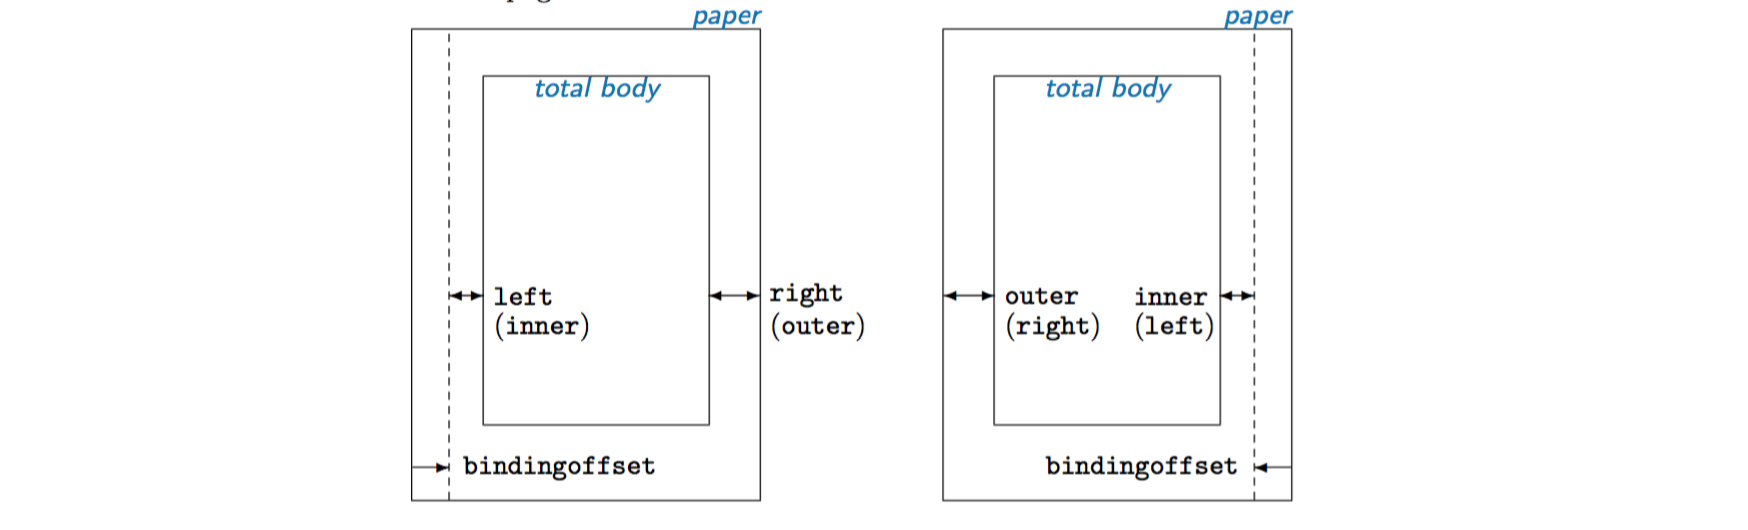 paper
total body
left
(inner)
right
(outer)
bindingoffset
paper
total body
outer
(right)
inner
(left)
bindingoffset